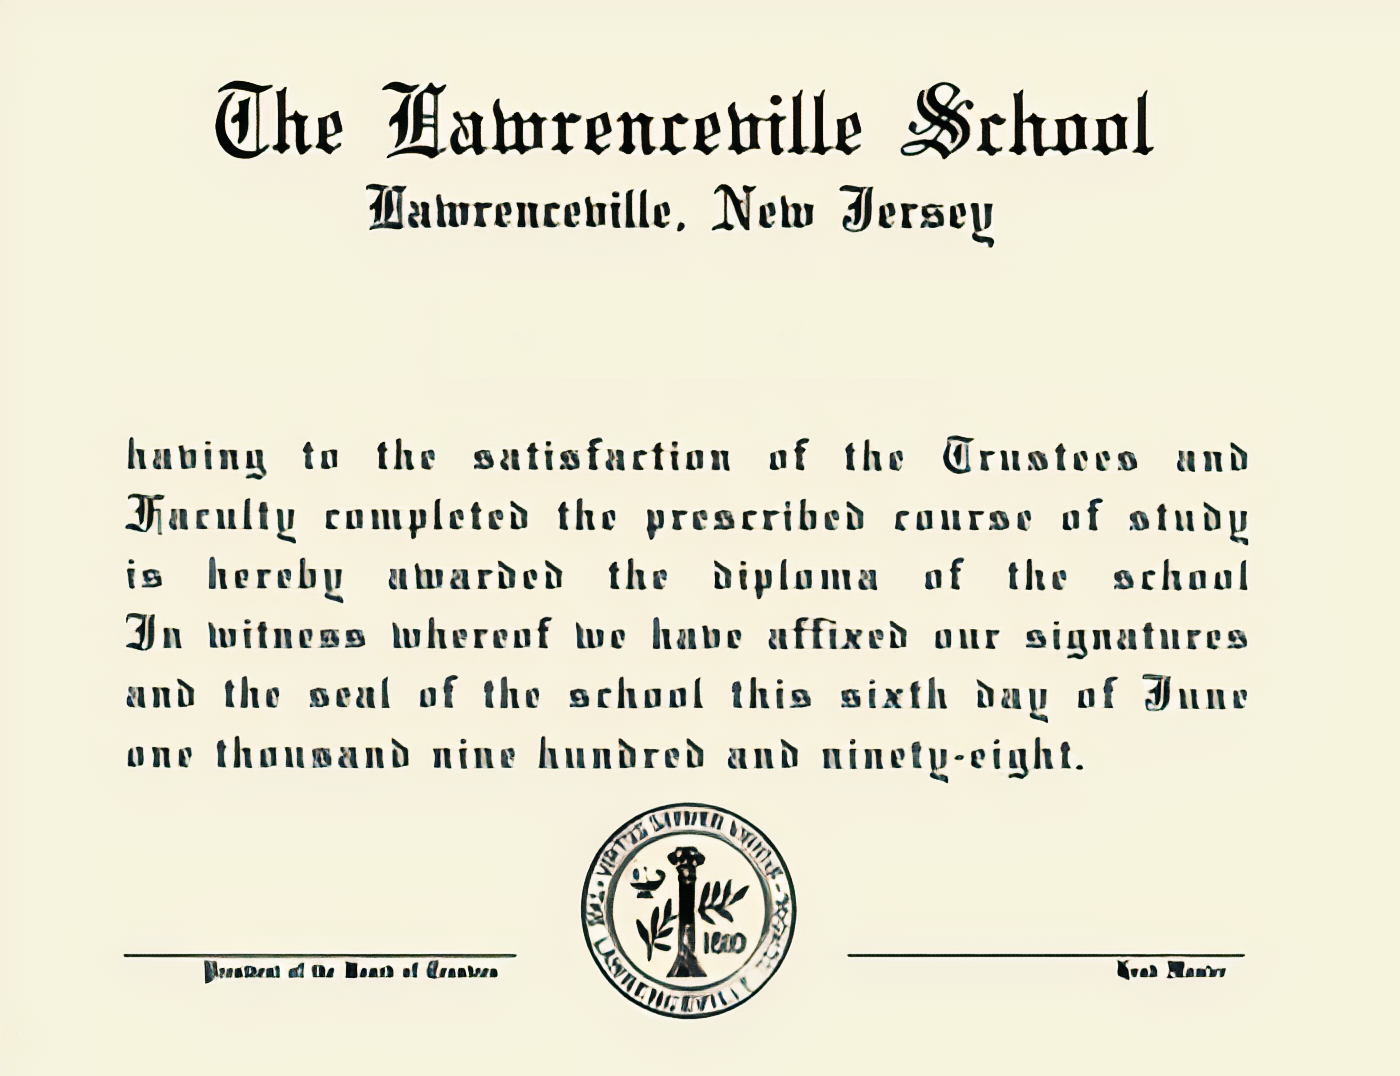 The Lawrenceville School
Lawrenceville, New Jersey
having to the satisfaction of the Trustees and
Faculty completed the prescribed course of study
is hereby awarded the diploma of the school
In witness whereof we have affixed our signatures
and the seal of the school this sixth day of June
one thousand nine hundred and ninety-eight.
VIRTUS SEMPER
LAWRENCEVILLE
President of the Board of Trustees
Head Master